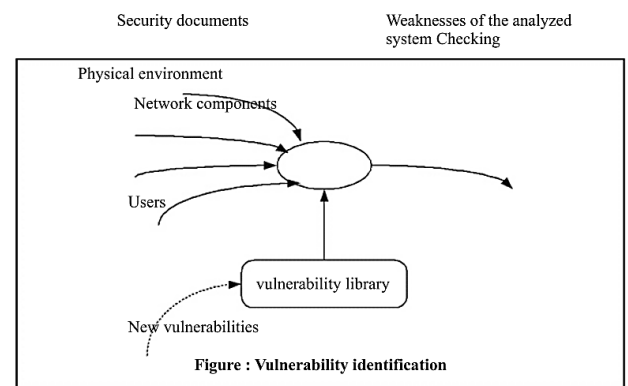 Security documents
Weaknesses of the analyzed
system Checking
Physical environment
Network components
Users
vulnerability library
New vulnerabilities
Figure : Vulnerability identification